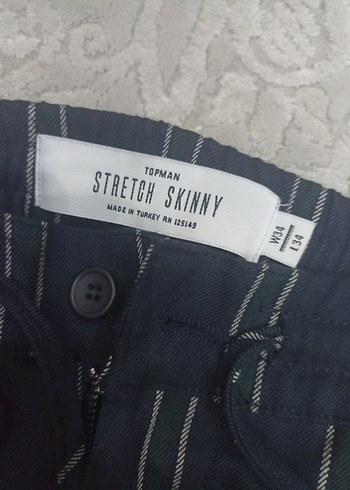 TOPMAN
STRETCH SKINNY
MADE IN TURKEY RN 125149
W34
L34